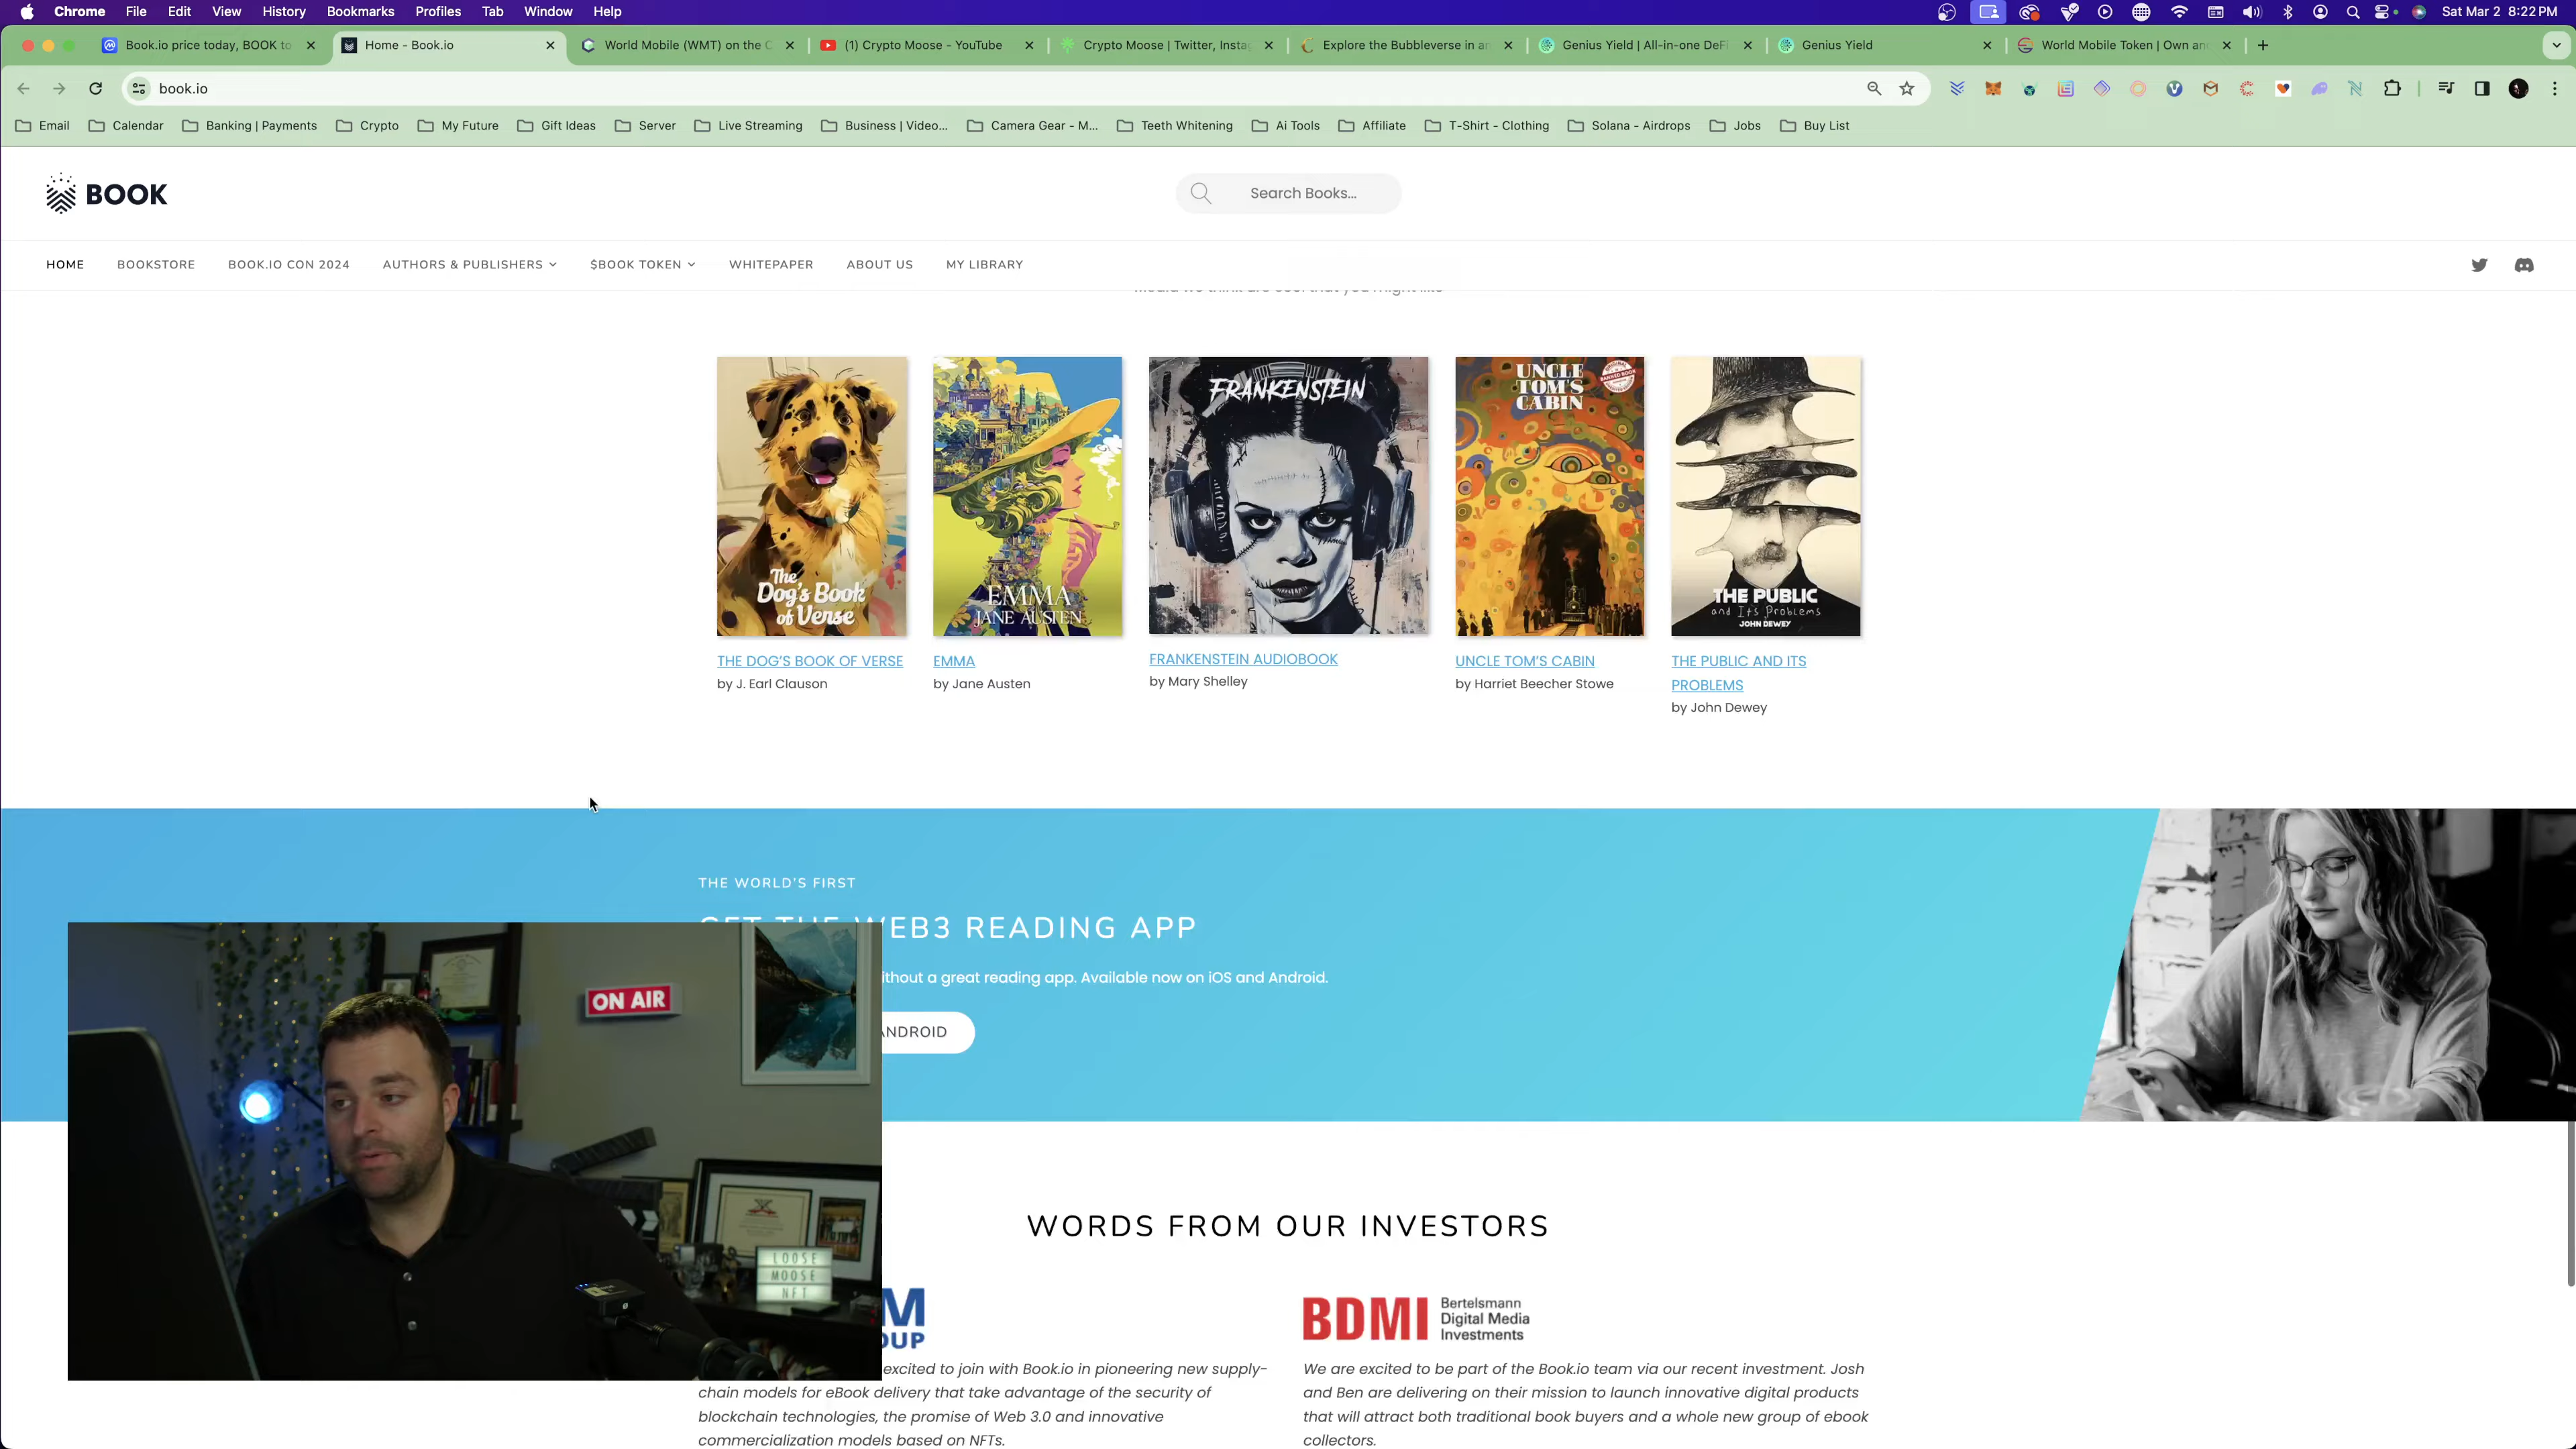 Chrome File Edit View History Bookmarks Profiles Tab Window Help
Sat Mar 2 8:22 PM
Book.io price today, BOOK to
Home - Book.io
World Mobile (WMT) on the C
(1) Crypto Moose - YouTube
Crypto Moose | Twitter, Insta
Explore the Bubbleverse in an
Genius Yield | All-in-one DeFi
Genius Yield
World Mobile Token | Own an
book.io
Email Calendar Banking | Payments Crypto My Future Gift Ideas Server Live Streaming Business | Video... Camera Gear - M... Teeth Whitening Ai Tools Affiliate T-Shirt - Clothing Solana - Airdrops Jobs Buy List
BOOK
Search Books...
HOME BOOKSTORE BOOK.IO CON 2024 AUTHORS & PUBLISHERS $BOOK TOKEN WHITEPAPER ABOUT US MY LIBRARY
The
Dog's Book
of Verse
EMMA
JANE AUSTEN
FRANKENSTEIN
UNCLE
TOM'S
CABIN
THE PUBLIC
and Its Problems
JOHN DEWEY
THE DOG'S BOOK OF VERSE
by J. Earl Clauson
EMMA
by Jane Austen
FRANKENSTEIN AUDIOBOOK
by Mary Shelley
UNCLE TOM'S CABIN
by Harriet Beecher Stowe
THE PUBLIC AND ITS
PROBLEMS
by John Dewey
THE WORLD'S FIRST
GET THE WEB3 READING APP
ithout a great reading app. Available now on iOS and Android.
ANDROID
ON AIR
LOOSE
MOOSE
NFT
WORDS FROM OUR INVESTORS
M
OUP
excited to join with Book.io in pioneering new supply-
chain models for eBook delivery that take advantage of the security of
blockchain technologies, the promise of Web 3.0 and innovative
commercialization models based on NFTs.
BDMI
Bertelsmann
Digital Media
Investments
We are excited to be part of the Book.io team via our recent investment. Josh
and Ben are delivering on their mission to launch innovative digital products
that will attract both traditional book buyers and a whole new group of ebook
collectors.